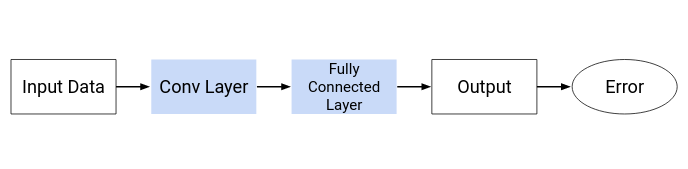 Input Data
Conv Layer
Fully
Connected
Layer
Output
Error